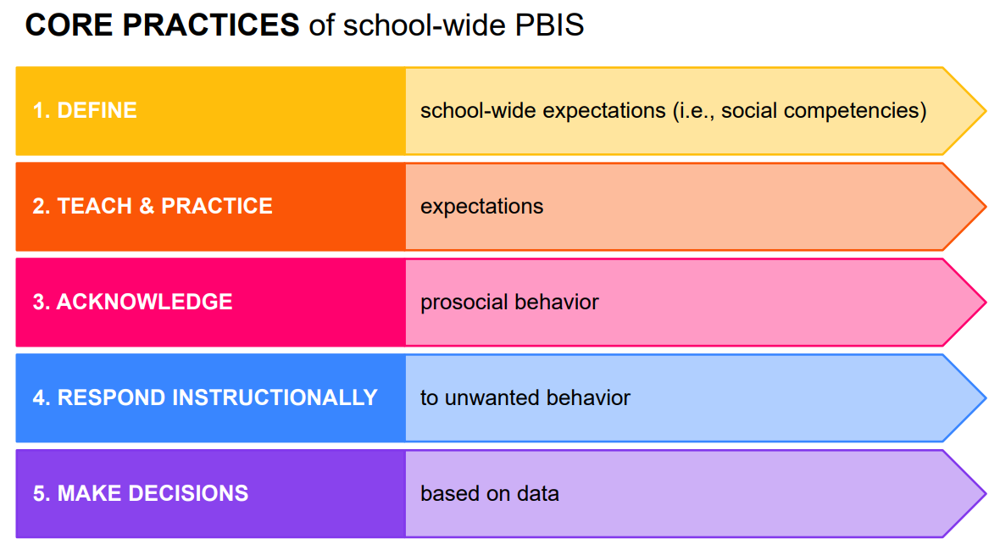 CORE PRACTICES of school-wide PBIS
1. DEFINE school-wide expectations (i.e., social competencies)
2. TEACH & PRACTICE expectations
3. ACKNOWLEDGE prosocial behavior
4. RESPOND INSTRUCTIONALLY to unwanted behavior
5. MAKE DECISIONS based on data